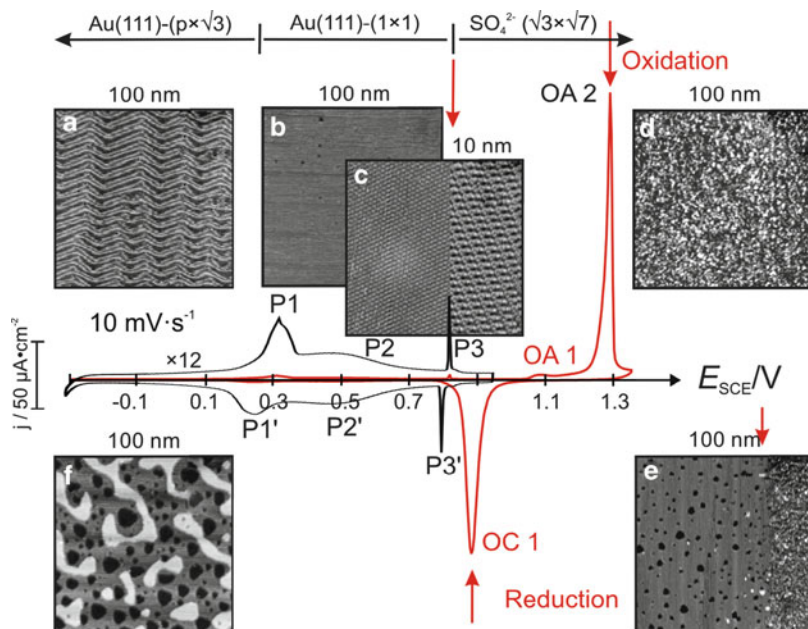 Au(111)-(p×√3) Au(111)-(1×1) SO₄²⁻ (√3×√7)
Oxidation
OA 2
100 nm 100 nm 100 nm
a b d
10 nm
c
P1
10 mV·s⁻¹
P2 P3
×12
OA 1
j / 50 µA•cm⁻²
E_SCE/V
-0.1 0.1 0.3 0.5 0.7 1.1 1.3
P1' P2'
100 nm 100 nm
P3'
f e
OC 1
Reduction